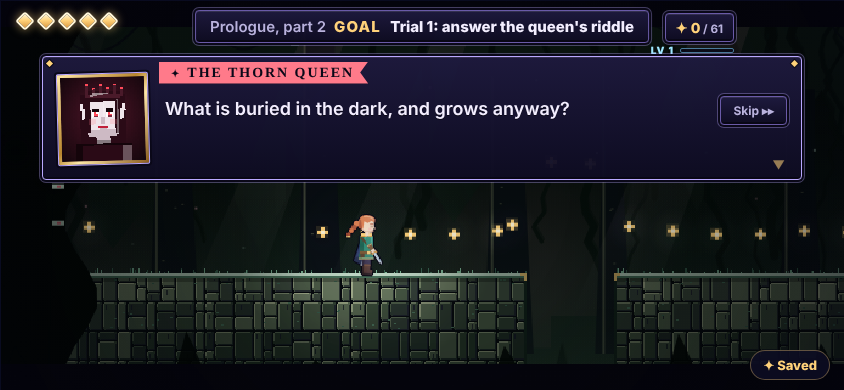 Prologue, part 2 GOAL Trial 1: answer the queen's riddle
✦ 0 / 61
LV 1
✦ THE THORN QUEEN
What is buried in the dark, and grows anyway?
Skip ▸▸
▼
✦ Saved